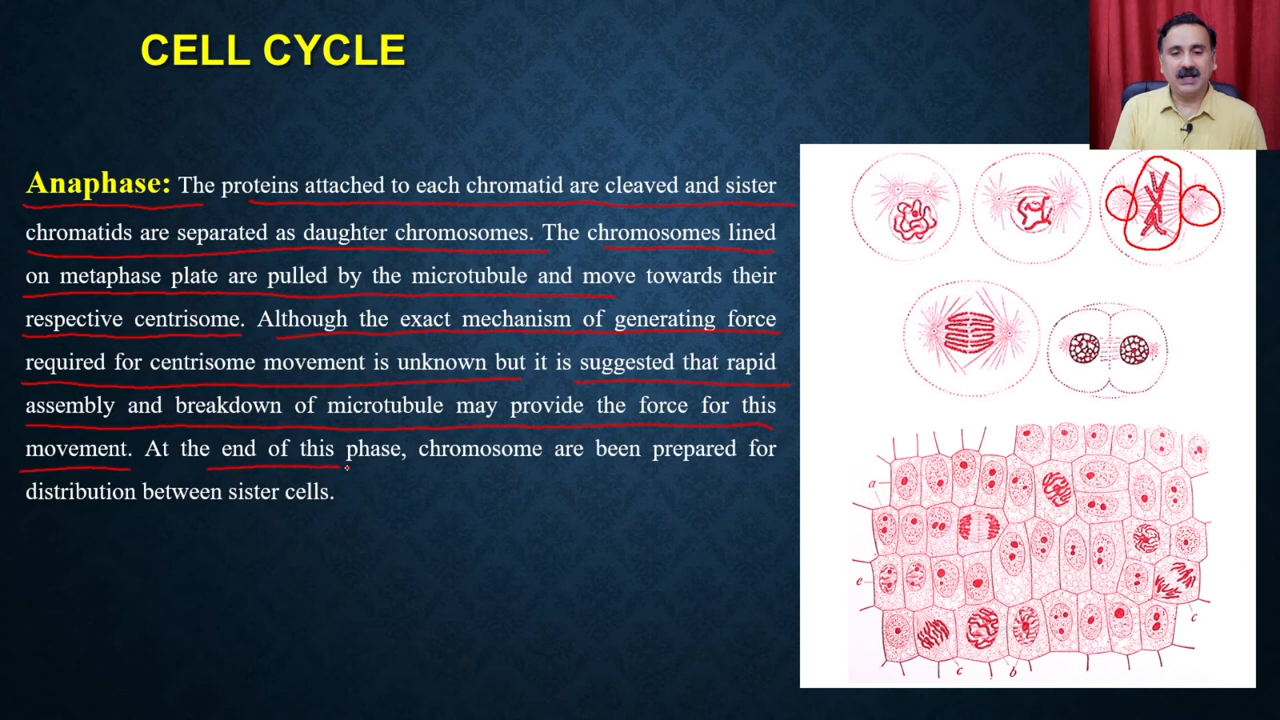 CELL CYCLE
Anaphase: The proteins attached to each chromatid are cleaved and sister
chromatids are separated as daughter chromosomes. The chromosomes lined
on metaphase plate are pulled by the microtubule and move towards their
respective centrisome. Although the exact mechanism of generating force
required for centrisome movement is unknown but it is suggested that rapid
assembly and breakdown of microtubule may provide the force for this
movement. At the end of this phase, chromosome are been prepared for
distribution between sister cells.
a
e
c
c
b